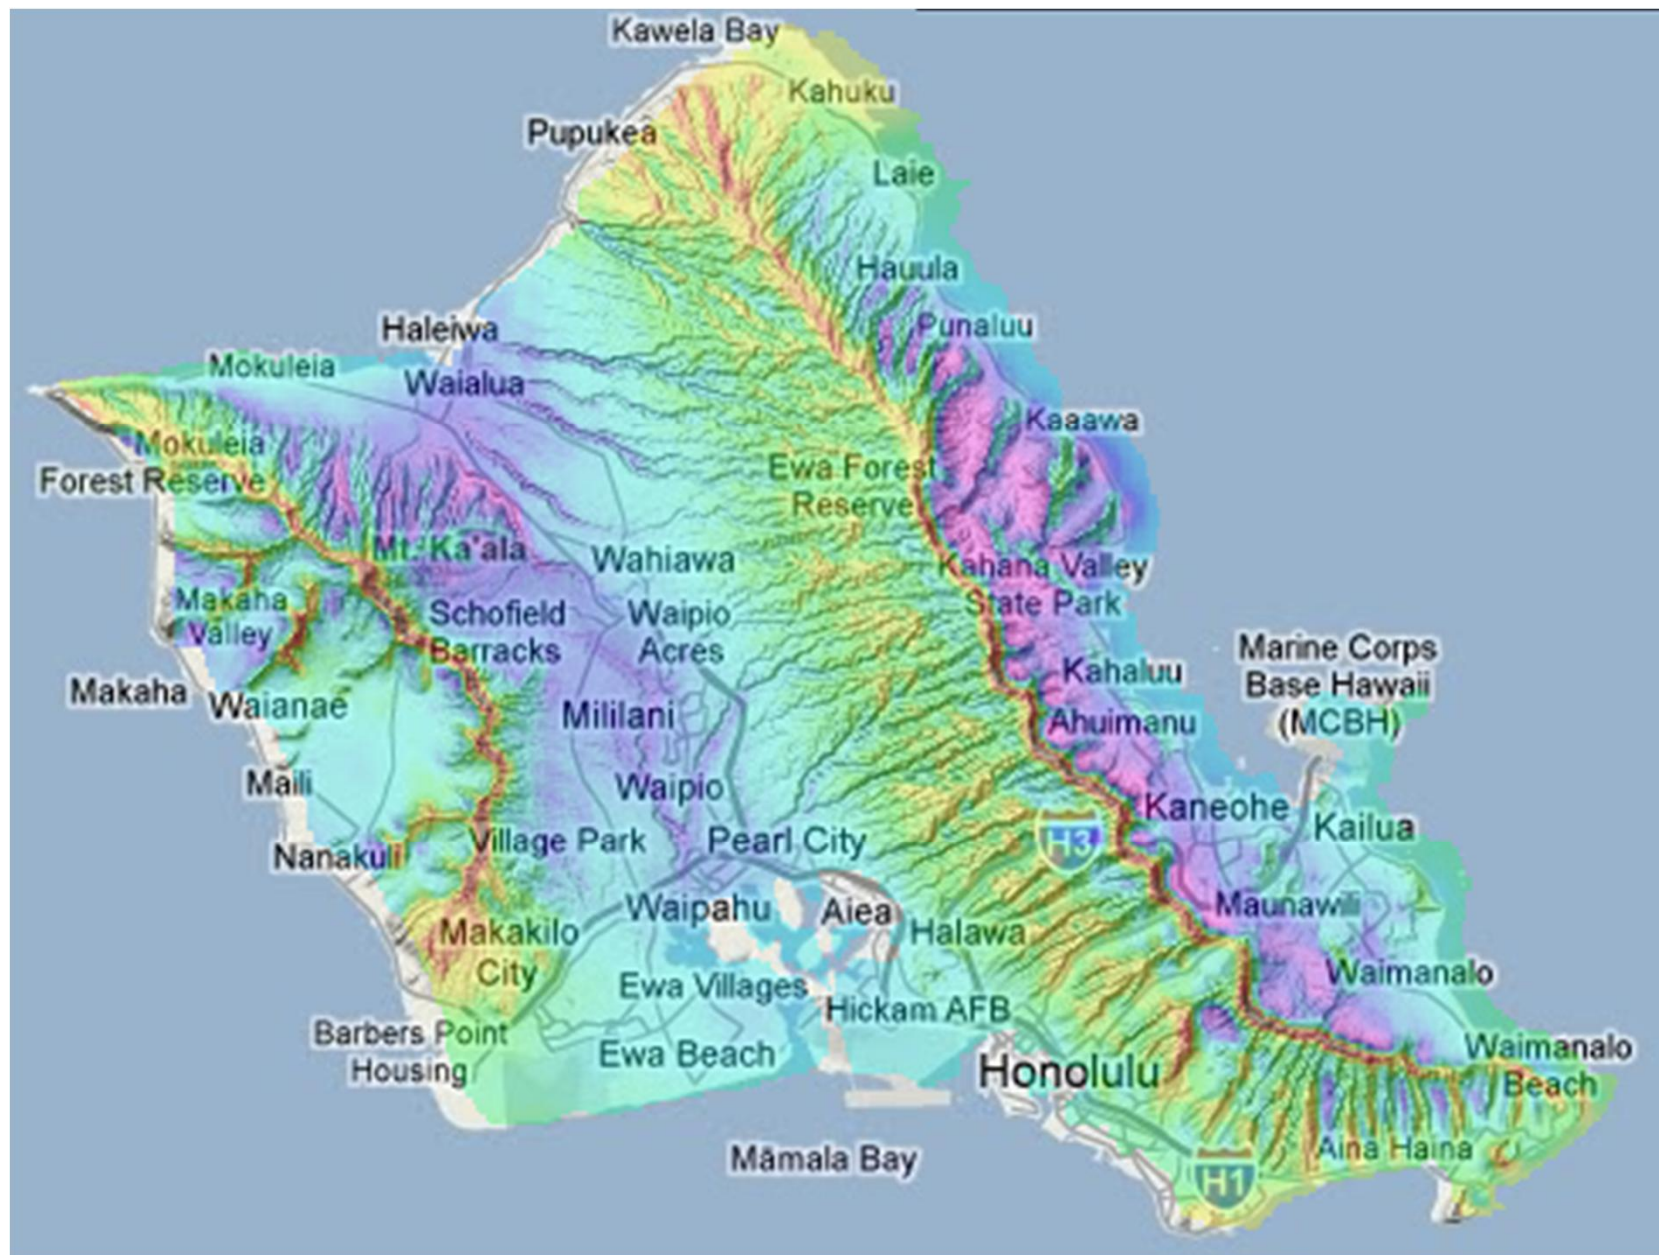 Kawela Bay
Kahuku
Pupukea
Laie
Hauula
Haleiwa
Punaluu
Mokuleia
Waialua
Kaaawa
Mokuleia
Forest Reserve
Ewa Forest
Reserve
Mt. Ka'ala
Wahiawa
Kahana Valley
State Park
Makaha
Valley
Schofield
Barracks
Waipio
Acres
Marine Corps
Base Hawaii
(MCBH)
Kahaluu
Makaha
Waianae
Mililani
Ahuimanu
Maili
Waipio
Kaneohe
Kailua
H3
Nanakuli
Village Park
Pearl City
Waipahu
Aiea
Maunawili
Makakilo
City
Halawa
Waimanalo
Ewa Villages
Hickam AFB
Barbers Point
Housing
Ewa Beach
Honolulu
Waimanalo
Beach
Māmala Bay
Aina Haina
H1